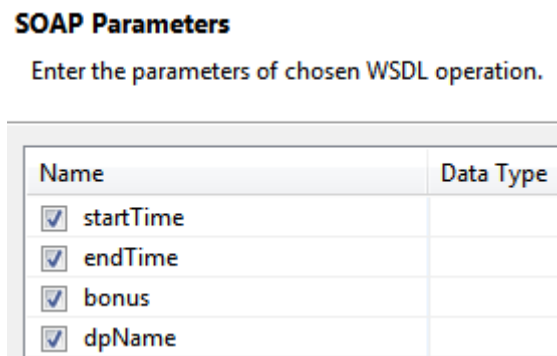 SOAP Parameters
Enter the parameters of chosen WSDL operation.
Name Data Type
startTime
endTime
bonus
dpName